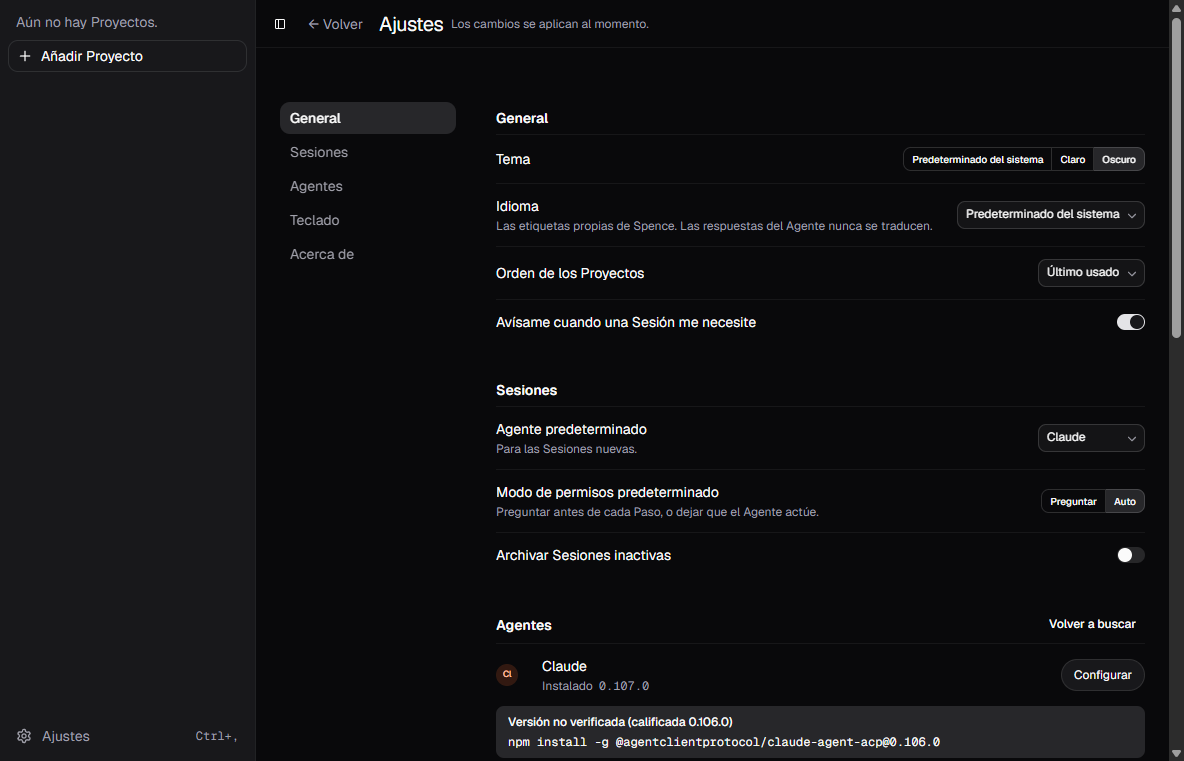 Aún no hay Proyectos.
+ Añadir Proyecto
← Volver
Ajustes
Los cambios se aplican al momento.
General
Sesiones
Agentes
Teclado
Acerca de
General
Tema
Predeterminado del sistema
Claro
Oscuro
Idioma
Las etiquetas propias de Spence. Las respuestas del Agente nunca se traducen.
Predeterminado del sistema
Orden de los Proyectos
Último usado
Avísame cuando una Sesión me necesite
Sesiones
Agente predeterminado
Para las Sesiones nuevas.
Claude
Modo de permisos predeterminado
Preguntar antes de cada Paso, o dejar que el Agente actúe.
Preguntar
Auto
Archivar Sesiones inactivas
Agentes
Volver a buscar
Cl
Claude
Instalado 0.107.0
Configurar
Versión no verificada (calificada 0.106.0)
npm install -g @agentclientprotocol/claude-agent-acp@0.106.0
Ajustes
Ctrl+,